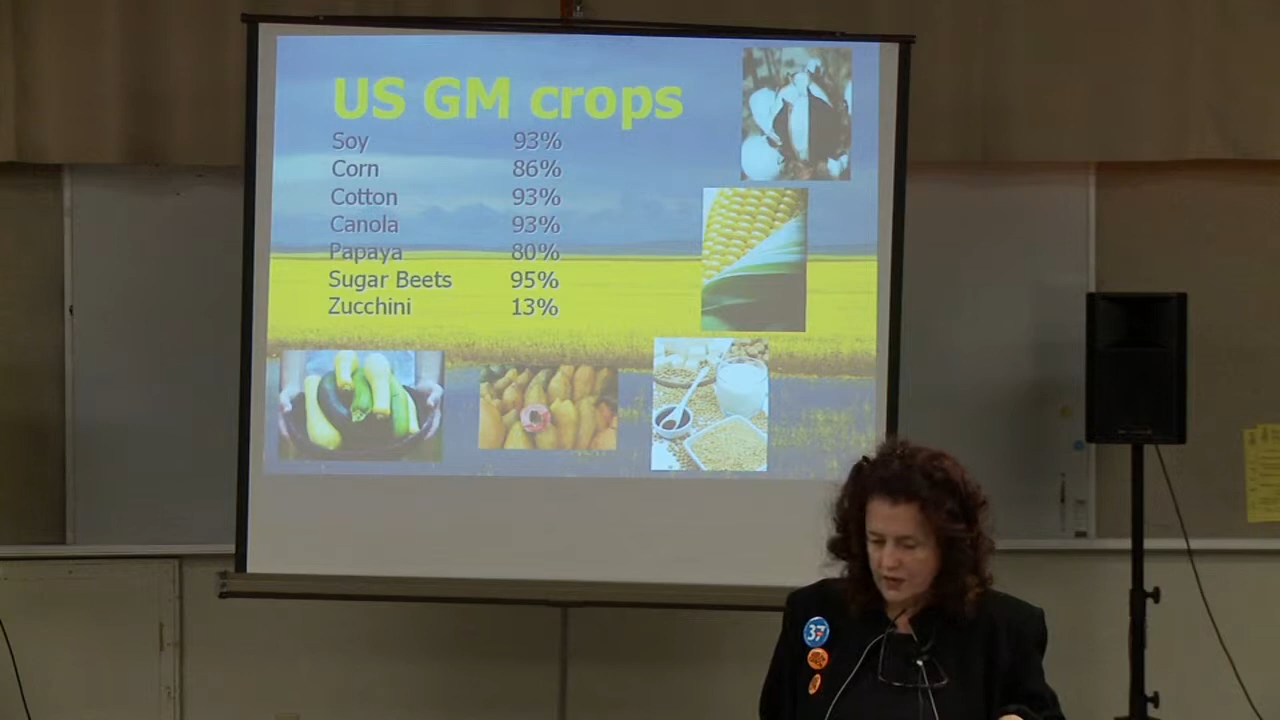 US GM crops
Soy 93%
Corn 86%
Cotton 93%
Canola 93%
Papaya 80%
Sugar Beets 95%
Zucchini 13%
37